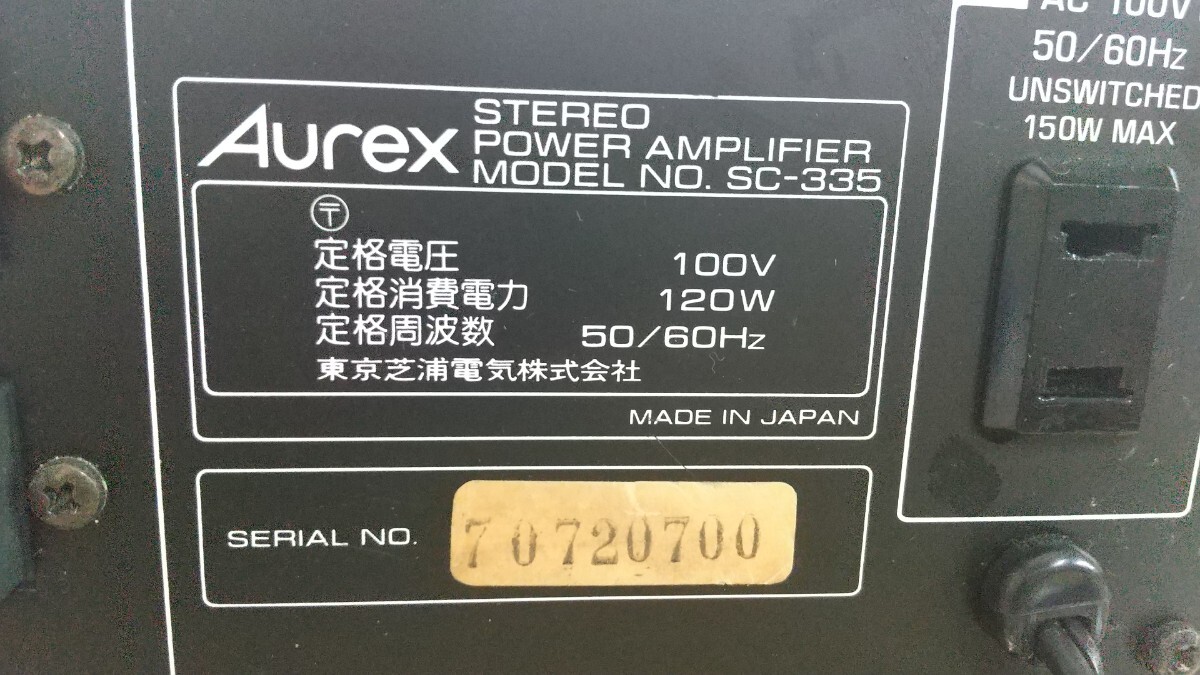 Aurex
STEREO
POWER AMPLIFIER
MODEL NO. SC-335
〒
定格電圧 100V
定格消費電力 120W
定格周波数 50/60Hz
東京芝浦電気株式会社
MADE IN JAPAN
SERIAL NO. 70720700
AC 100V
50/60Hz
UNSWITCHED
150W MAX